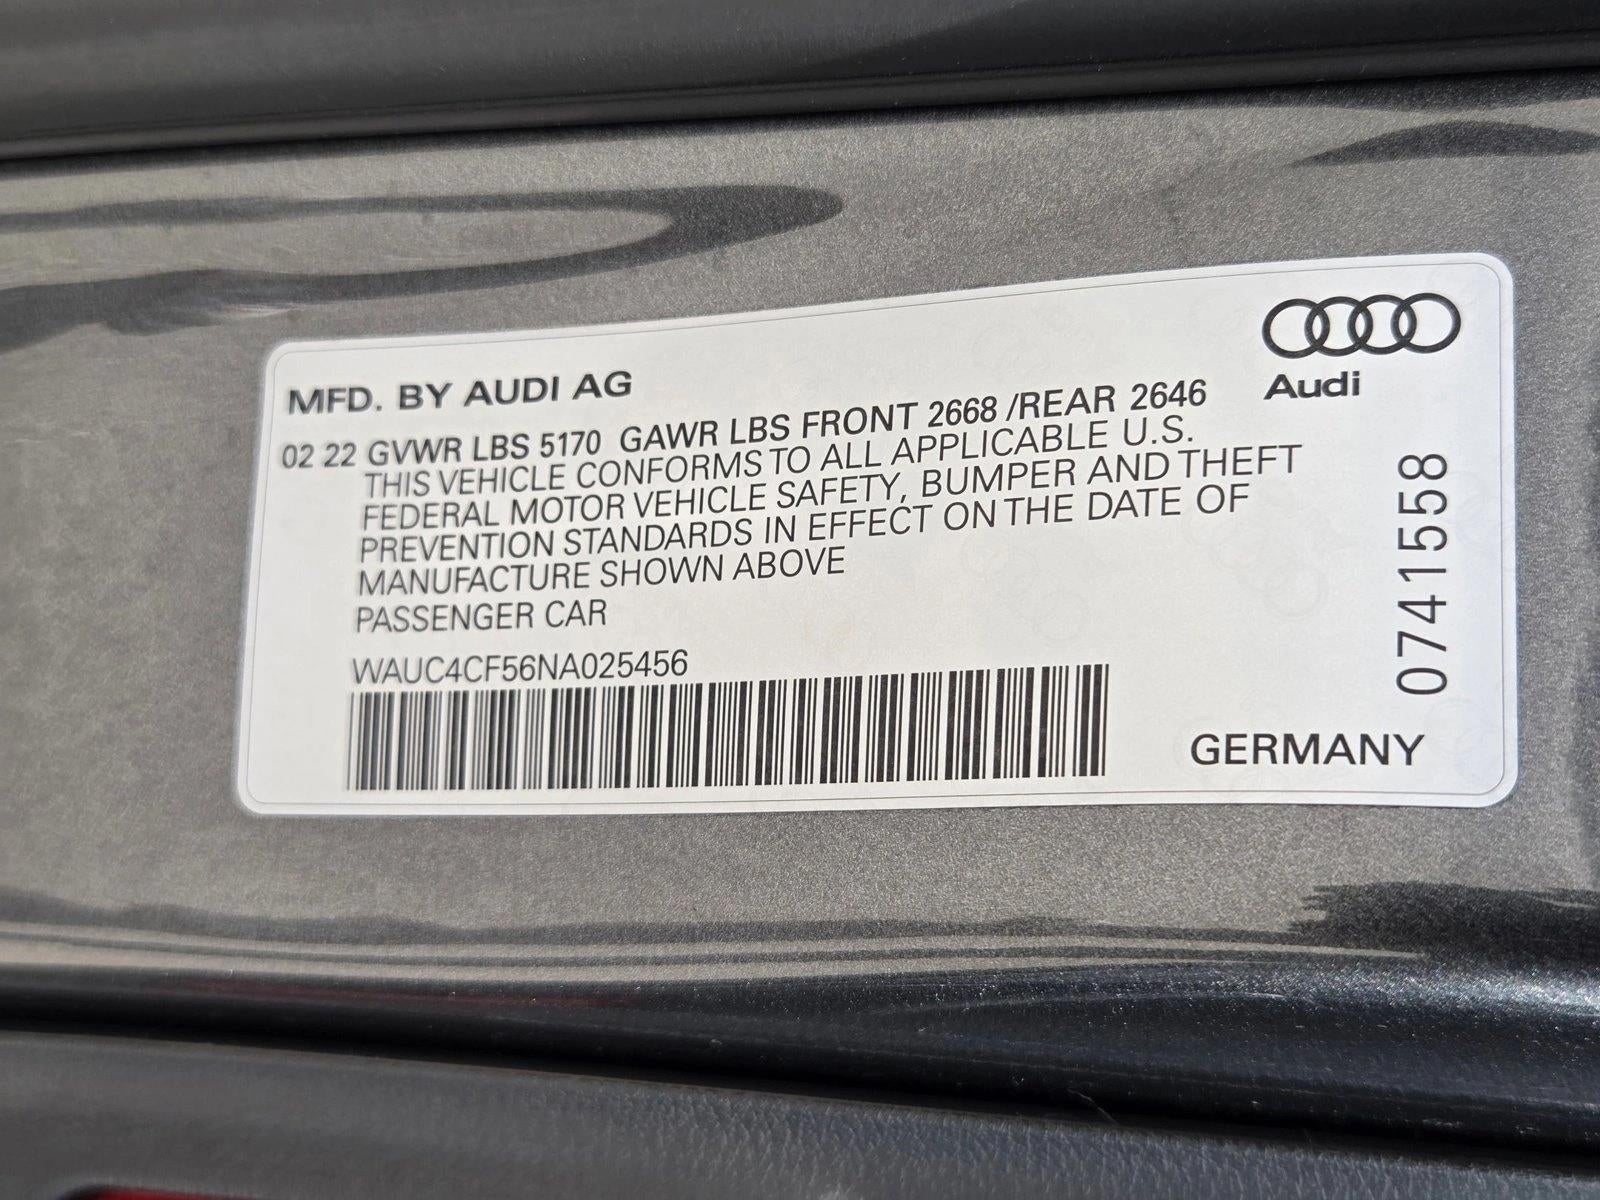 Audi
MFD. BY AUDI AG
02 22 GVWR LBS 5170 GAWR LBS FRONT 2668 /REAR 2646
THIS VEHICLE CONFORMS TO ALL APPLICABLE U.S.
FEDERAL MOTOR VEHICLE SAFETY, BUMPER AND THEFT
PREVENTION STANDARDS IN EFFECT ON THE DATE OF
MANUFACTURE SHOWN ABOVE
PASSENGER CAR
WAUC4CF56NA025456
0741558
GERMANY